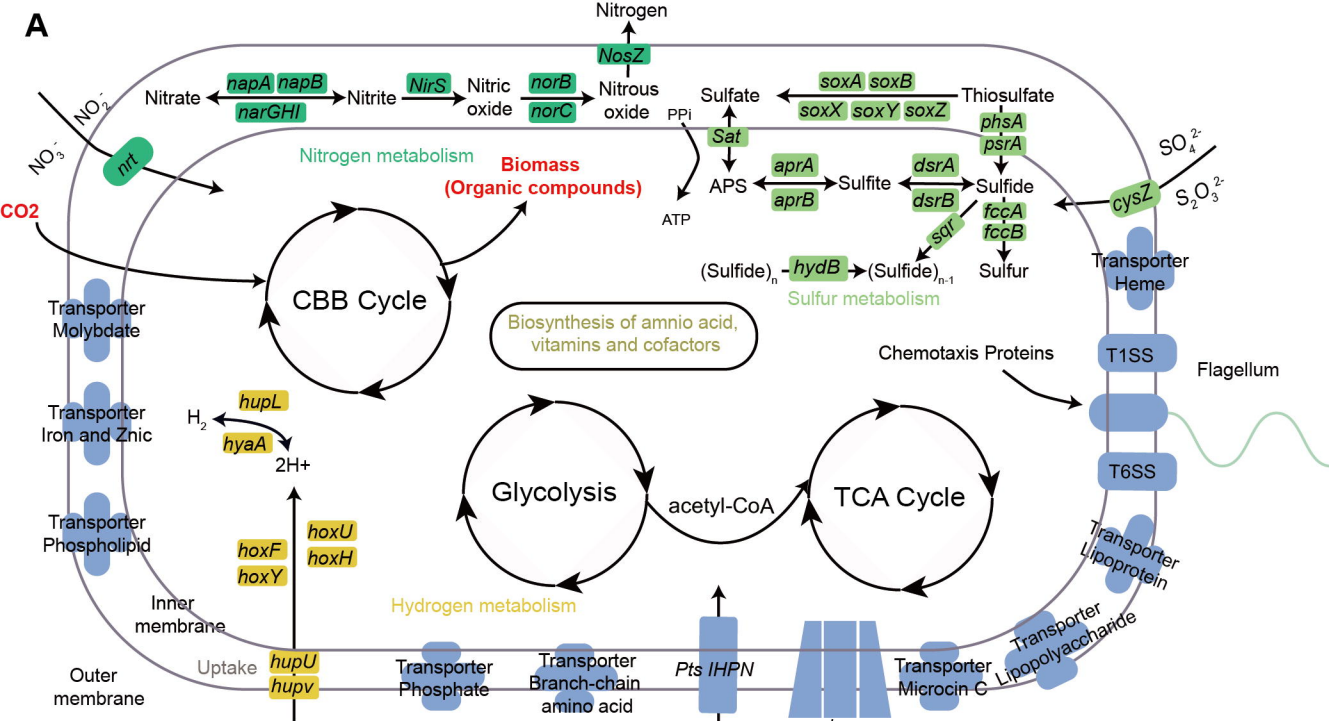 A
Nitrogen
NosZ
napA napB
narGHI
Nitrate
Nitrite
NirS
Nitric
oxide
norB
norC
Nitrous
oxide
PPi
ATP
Nitrogen metabolism
NO2-
NO3-
nrt
CO2
Biomass
(Organic compounds)
Sulfate
soxA soxB
soxX soxY soxZ
Thiosulfate
phsA
psrA
Sat
APS
aprA
aprB
Sulfite
dsrA
dsrB
Sulfide
sqr
fccA
fccB
(Sulfide)n
hydB
(Sulfide)n-1
Sulfur
Sulfur metabolism
SO4 2-
S2O3 2-
cysZ
Transporter
Heme
CBB Cycle
Biosynthesis of amnio acid,
vitamins and cofactors
Transporter
Molybdate
Transporter
Iron and Znic
Transporter
Phospholipid
Chemotaxis Proteins
T1SS
Flagellum
T6SS
H2
hupL
hyaA
2H+
hoxU
hoxH
hoxF
hoxY
Glycolysis
acetyl-CoA
TCA Cycle
Hydrogen metabolism
Inner
membrane
Outer
membrane
Uptake
hupU
hupv
Transporter
Phosphate
Transporter
Branch-chain
amino acid
Pts IHPN
Transporter
Microcin C
Transporter
Lipopolyaccharide
Transporter
Lipoprotein